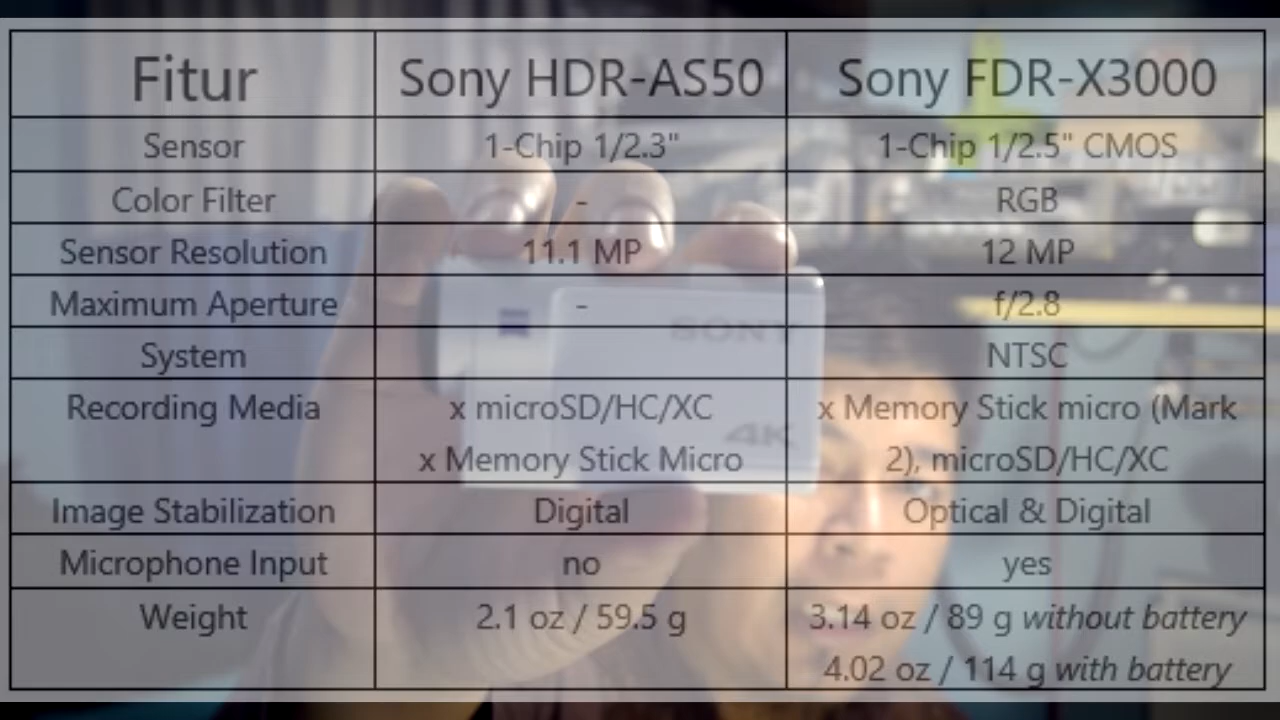 Fitur Sony HDR-AS50 Sony FDR-X3000
Sensor 1-Chip 1/2.3" 1-Chip 1/2.5" CMOS
Color Filter - RGB
Sensor Resolution 11.1 MP 12 MP
Maximum Aperture - f/2.8
SONY
System NTSC
Recording Media x microSD/HC/XC x Memory Stick micro (Mark
4K
x Memory Stick Micro 2), microSD/HC/XC
Image Stabilization Digital Optical & Digital
Microphone Input no yes
Weight 2.1 oz / 59.5 g 3.14 oz / 89 g without battery
4.02 oz / 114 g with battery